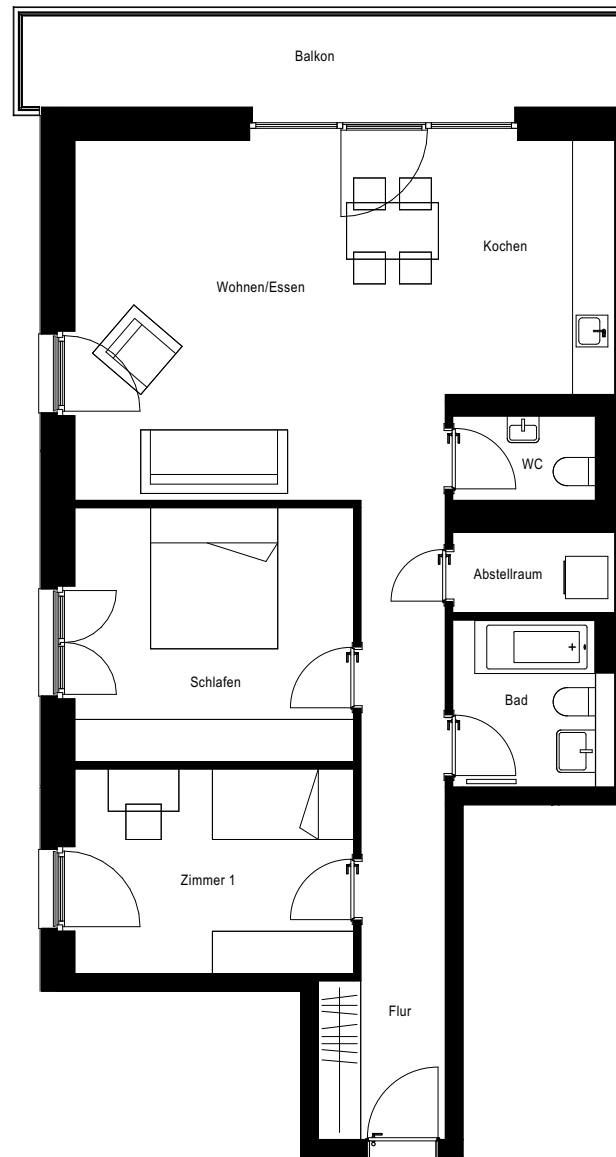 Balkon
Kochen
Wohnen/Essen
WC
Abstellraum
Schlafen
Bad
Zimmer 1
Flur